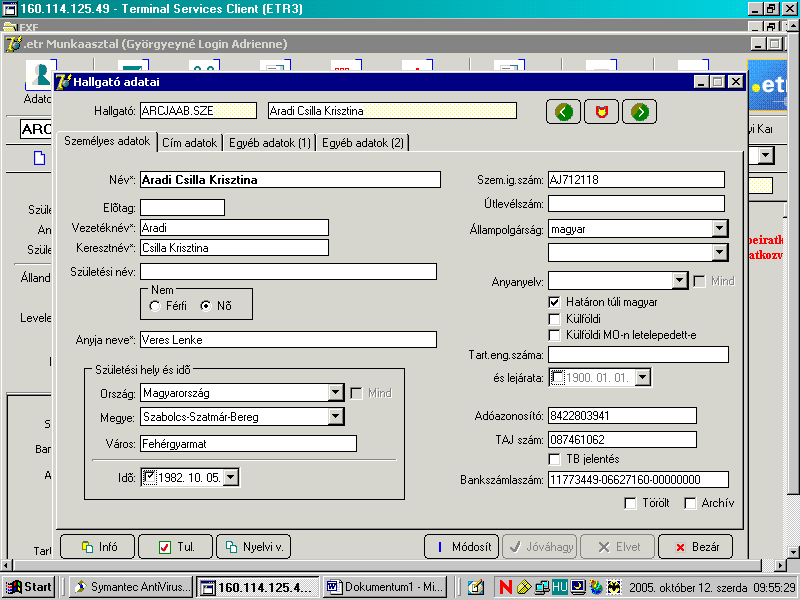 160.114.125.49 - Terminal Services Client (ETR3)
EXE
.etr Munkaasztal (Györgyeyné Login Adrienne)
Hallgató adatai
Hallgató: ARCJAAB.SZE Aradi Csilla Krisztina
Személyes adatok Cím adatok Egyéb adatok (1) Egyéb adatok (2)
Név*: Aradi Csilla Krisztina
Előtag:
Vezetéknév*: Aradi
Keresztnév*: Csilla Krisztina
Születési név:
Nem
Férfi Nő
Anyja neve*: Veres Lenke
Születési hely és idő
Ország: Magyarország Mind
Megye: Szabolcs-Szatmár-Bereg
Város: Fehérgyarmat
Idő: 1982. 10. 05.
Szem.ig.szám: AJ712118
Útlevélszám:
Állampolgárság: magyar
Anyanyelv: Mind
Határon túli magyar
Külföldi
Külföldi MO-n letelepedett-e
Tart.eng.száma:
és lejárata: 1900. 01. 01.
Adóazonosító: 8422803941
TAJ szám: 087461062
TB jelentés
Bankszámlaszám: 11773449-06627160-00000000
Törölt Archív
Infó Tul. Nyelvi v. Módosít Jóváhagy Elvet Bezár
Adato
ARC
Szüle
An
Szüle
Álland
Levele
S
Bar
A
Tart
.et
yi Kar
beiratk
atkozv
Start Symantec AntiVirus... 160.114.125.4... Dokumentum1 - Mi... HU 2005. október 12. szerda 09:55:29